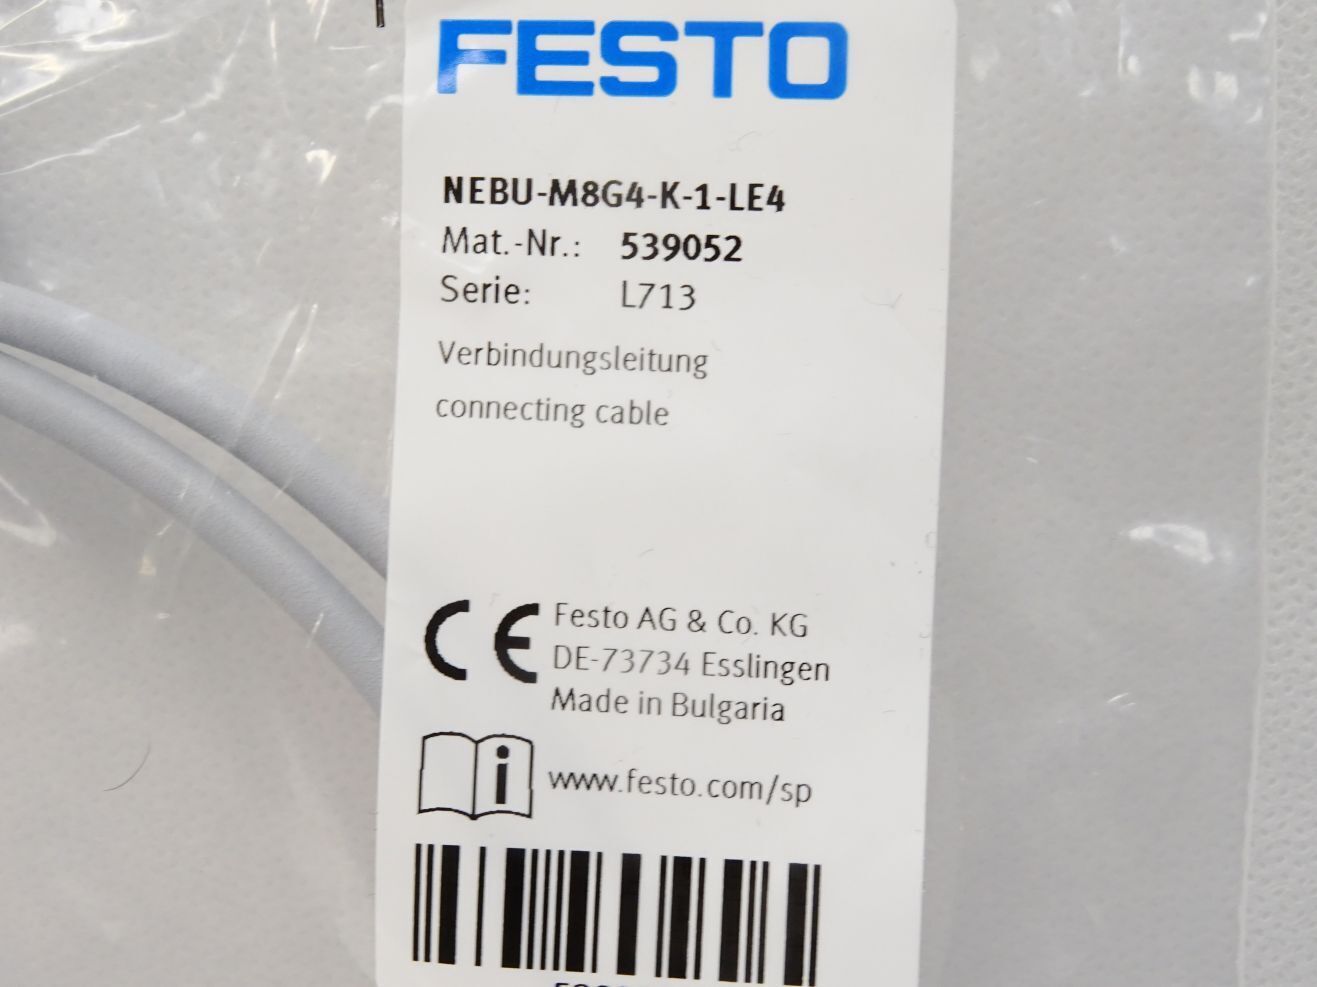 FESTO
NEBU-M8G4-K-1-LE4
Mat.-Nr.: 539052
Serie: L713
Verbindungsleitung
connecting cable
CE Festo AG & Co. KG
DE-73734 Esslingen
Made in Bulgaria
i www.festo.com/sp